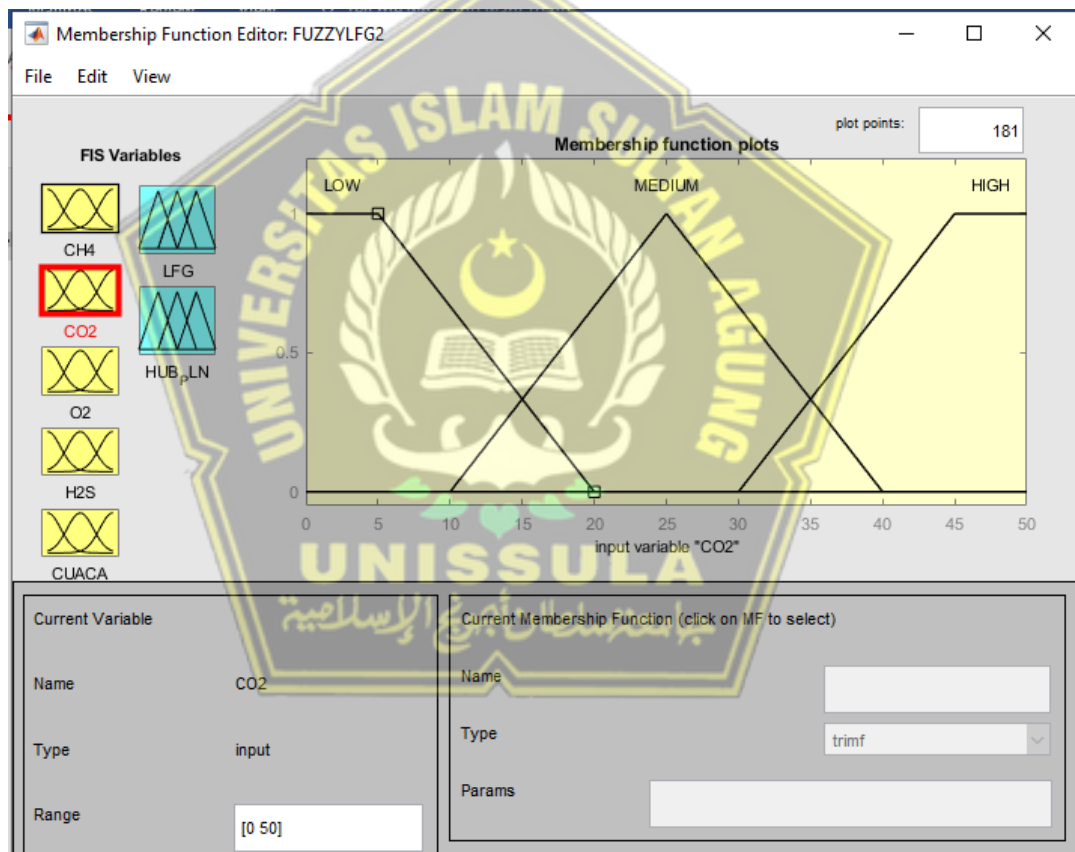 Membership Function Editor: FUZZYLFG2
File Edit View
FIS Variables
CH4
CO2
O2
H2S
CUACA
LFG
HUB_PLN
plot points: 181
Membership function plots
LOW MEDIUM HIGH
1
0.5
0
0 5 10 15 20 25 30 35 40 45 50
input variable "CO2"
UNIVERSITAS ISLAM SULTAN AGUNG
UNISSULA
Current Variable
Name CO2
Type input
Range [0 50]
Current Membership Function (click on MF to select)
Name
Type trimf
Params